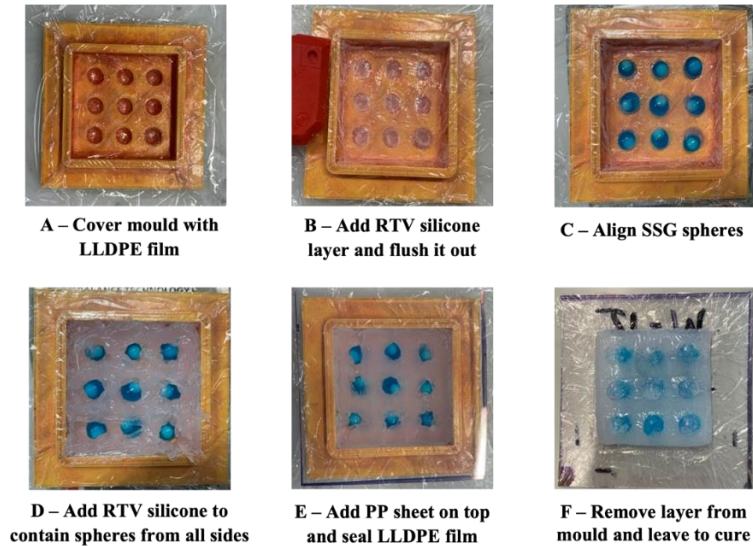 A – Cover mould with
LLDPE film
B – Add RTV silicone
layer and flush it out
C – Align SSG spheres
D – Add RTV silicone to
contain spheres from all sides
E – Add PP sheet on top
and seal LLDPE film
F – Remove layer from
mould and leave to cure